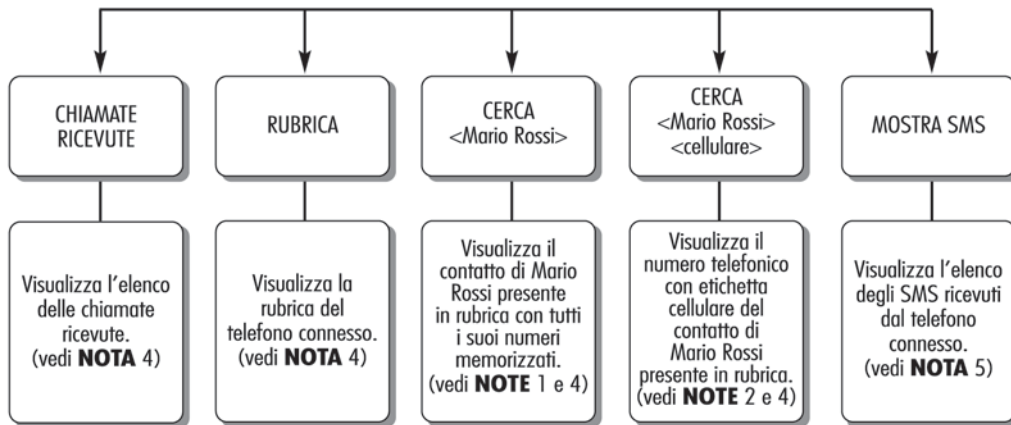 CHIAMATE
RICEVUTE
RUBRICA
CERCA
<Mario Rossi>
CERCA
<Mario Rossi>
<cellulare>
MOSTRA SMS
Visualizza l'elenco
delle chiamate
ricevute.
(vedi NOTA 4)
Visualizza la
rubrica del
telefono connesso.
(vedi NOTA 4)
Visualizza il
contatto di Mario
Rossi presente
in rubrica con tutti
i suoi numeri
memorizzati.
(vedi NOTE 1 e 4)
Visualizza il
numero telefonico
con etichetta
cellulare del
contatto di
Mario Rossi
presente in rubrica.
(vedi NOTE 2 e 4)
Visualizza l'elenco
degli SMS ricevuti
dal telefono
connesso.
(vedi NOTA 5)